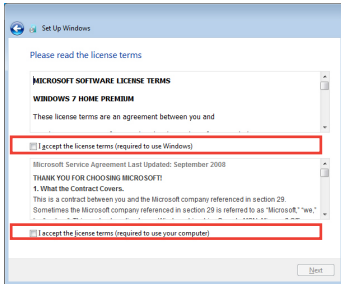 Set Up Windows
Please read the license terms
MICROSOFT SOFTWARE LICENSE TERMS
WINDOWS 7 HOME PREMIUM
These license terms are an agreement between you and
I accept the license terms (required to use Windows)
Microsoft Service Agreement Last Updated: September 2008
THANK YOU FOR CHOOSING MICROSOFT!
1. What the Contract Covers.
This is a contract between you and the Microsoft company referenced in section 29.
Sometimes the Microsoft company referenced in section 29 is referred to as "Microsoft," "we,"
I accept the license terms (required to use your computer)
Next